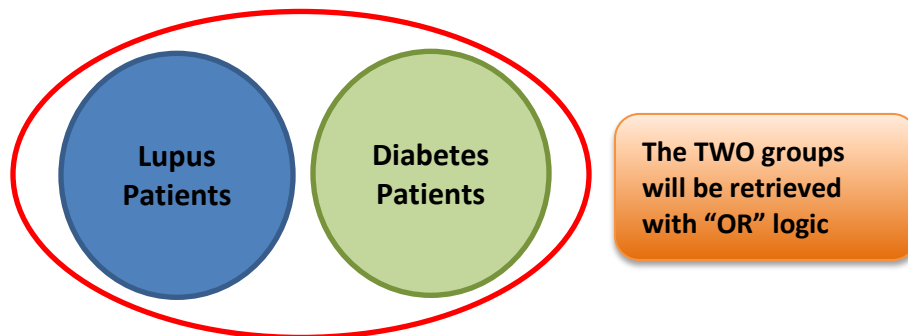 Lupus
Patients
Diabetes
Patients
The TWO groups
will be retrieved
with “OR” logic